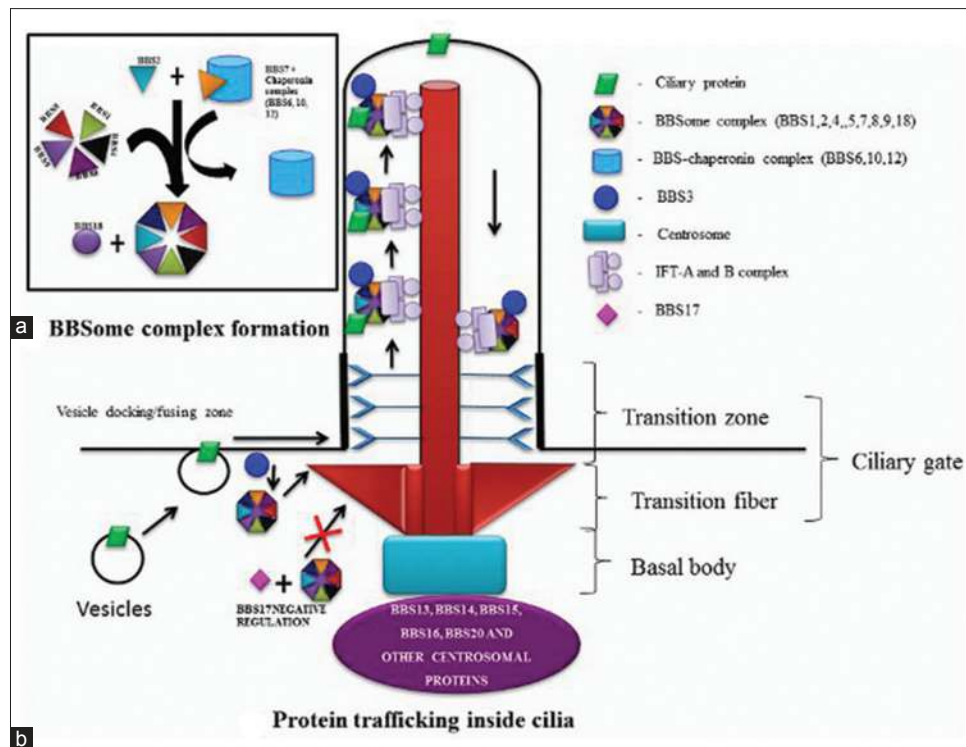 BBS2
BBS7 +
Chaperonin
complex
(BBS6, 10,
12)
BBS18
a
BBSome complex formation
- Ciliary protein
- BBSome complex (BBS1,2,4,,5,7,8,9,18)
- BBS-chaperonin complex (BBS6,10,12)
- BBS3
- Centrosome
- IFT-A and B complex
- BBS17
Vesicle docking/fusing zone
Transition zone
Ciliary gate
Transition fiber
Basal body
Vesicles
BBS17NEGATIVE
REGULATION
BBS13, BBS14, BBS15,
BBS16, BBS20 AND
OTHER CENTROSOMAL
PROTEINS
Protein trafficking inside cilia
b